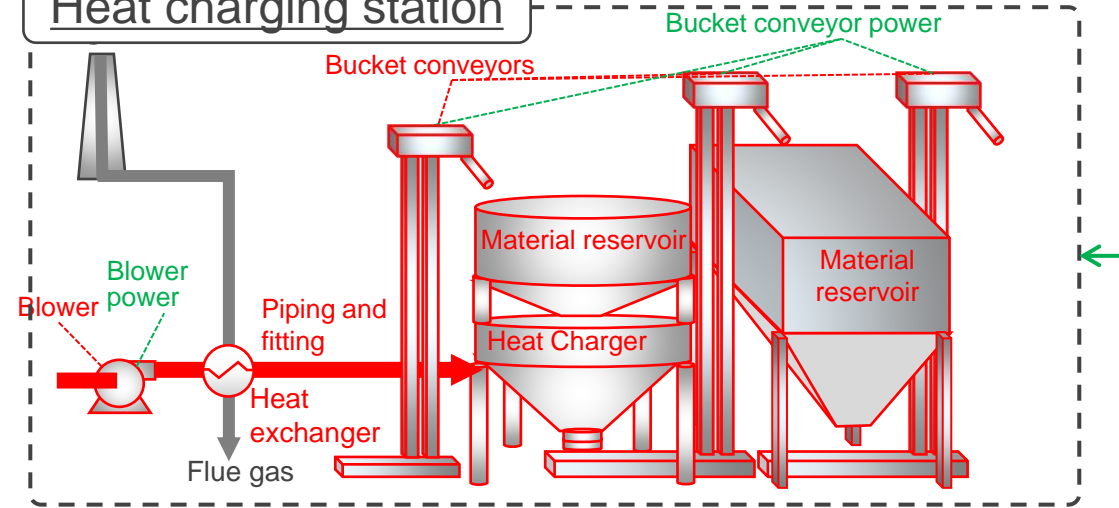 Heat charging station
Bucket conveyor power
Bucket conveyors
Material reservoir
Material
reservoir
Blower
power
Blower
Piping and
fitting
Heat Charger
Heat
exchanger
Flue gas